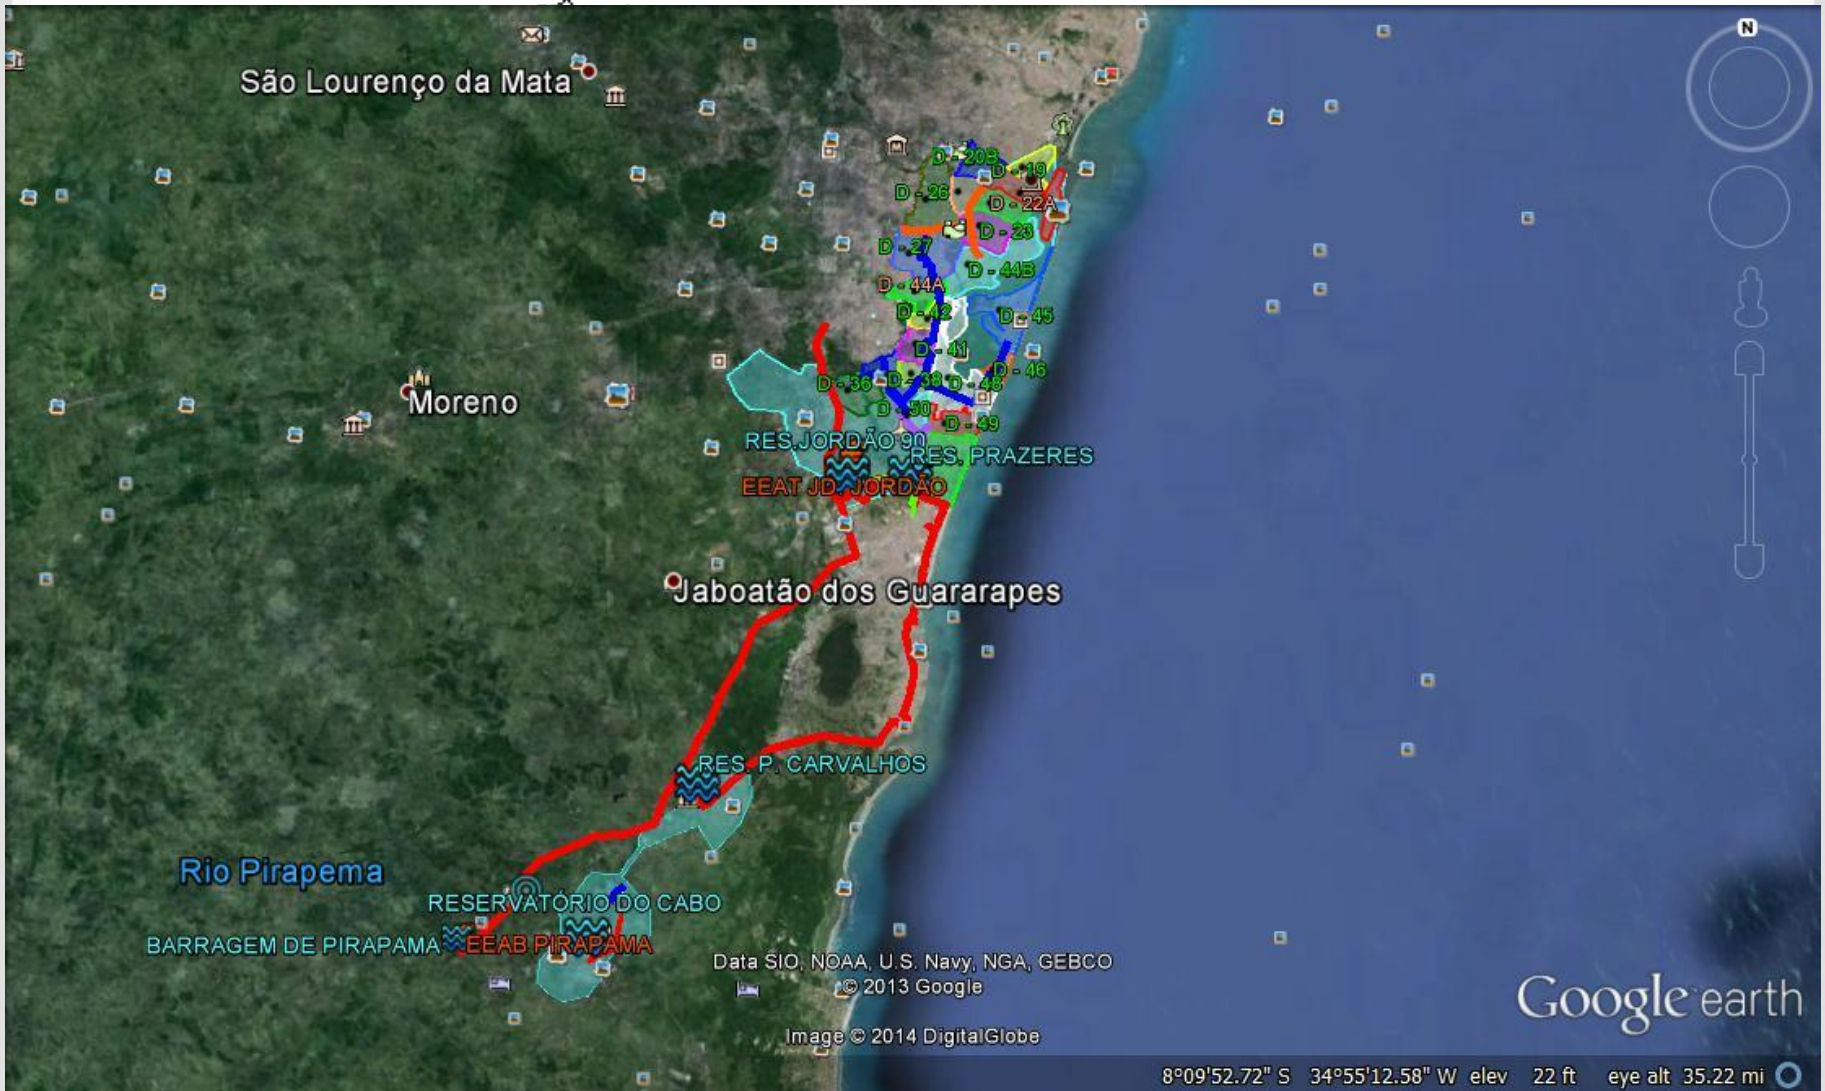 N
São Lourenço da Mata
D - 20B
D - 19
D - 26
D - 22A
D - 23
D - 27
D - 44B
D - 44A
D - 42
D - 45
D - 41
D - 46
D - 36
D - 38
D - 48
Moreno
D - 50
D - 49
RES.JORDÃO 90
RES. PRAZERES
EEAT JD. JORDÃO
Jaboatão dos Guararapes
RES. P. CARVALHOS
Rio Pirapema
RESERVATÓRIO DO CABO
BARRAGEM DE PIRAPAMA
EEAB PIRAPAMA
Data SIO, NOAA, U.S. Navy, NGA, GEBCO
© 2013 Google
Image © 2014 DigitalGlobe
Google earth
8°09'52.72" S 34°55'12.58" W elev 22 ft eye alt 35.22 mi